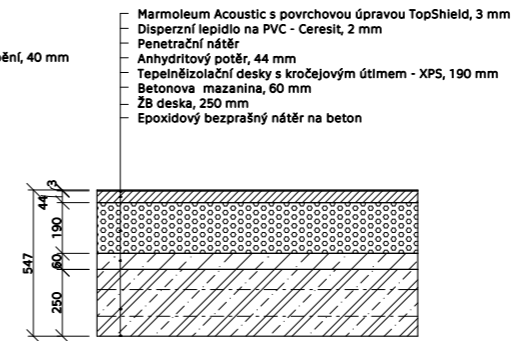 Marmoleum Acoustic s povrchovou úpravou TopShield, 3 mm
Disperzní lepidlo na PVC - Ceresit, 2 mm
Penetrační nátěr
ění, 40 mm
Anhydritový potěr, 44 mm
Tepelněizolační desky s kročejovým útlmem - XPS, 190 mm
Betonova mazanina, 60 mm
ŽB deska, 250 mm
Epoxidový bezprašný nátěr na beton
3
44
190
60
547
250